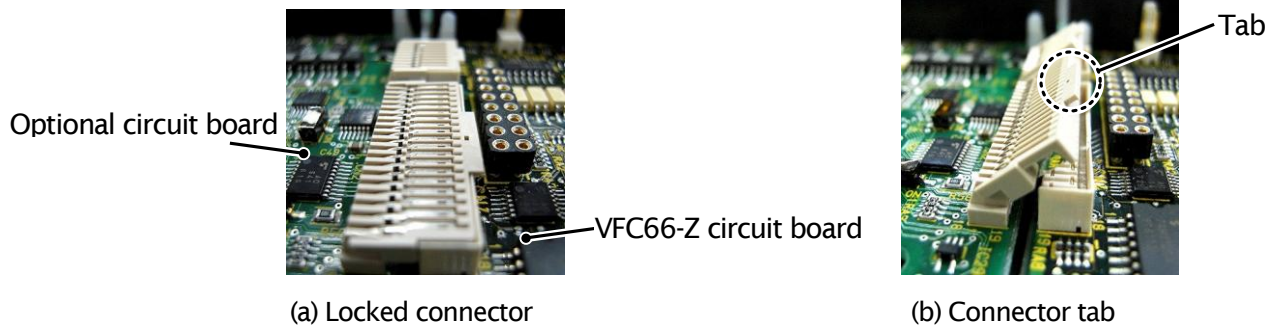 Tab
Optional circuit board
VFC66-Z circuit board
(a) Locked connector
(b) Connector tab